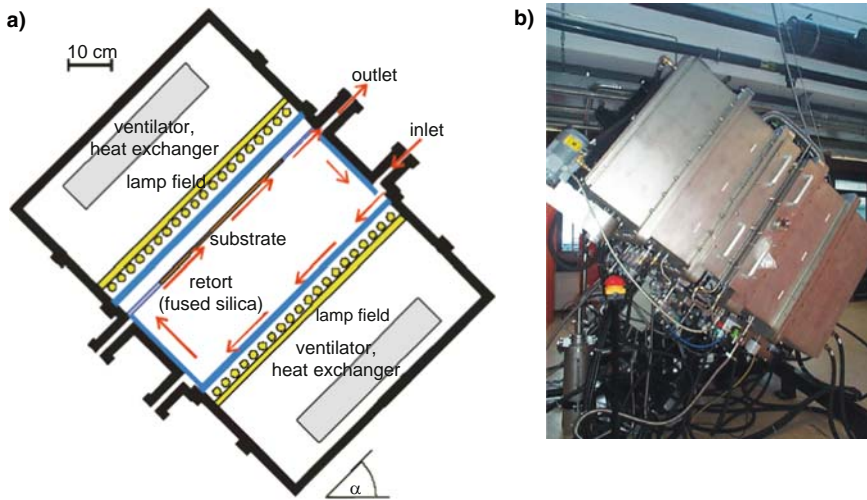 a)
10 cm
outlet
inlet
ventilator,
heat exchanger
lamp field
substrate
retort
(fused silica)
lamp field
ventilator,
heat exchanger
α
b)